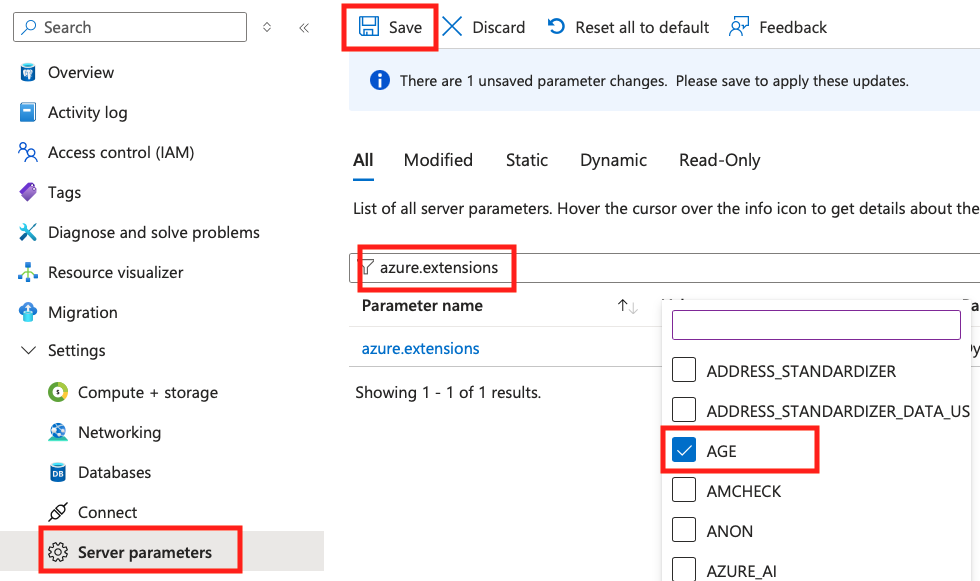 Search
Overview
Activity log
Access control (IAM)
Tags
Diagnose and solve problems
Resource visualizer
Migration
Settings
Compute + storage
Networking
Databases
Connect
Server parameters
Save Discard Reset all to default Feedback
There are 1 unsaved parameter changes. Please save to apply these updates.
All Modified Static Dynamic Read-Only
List of all server parameters. Hover the cursor over the info icon to get details about the
azure.extensions
Parameter name
azure.extensions
Showing 1 - 1 of 1 results.
ADDRESS_STANDARDIZER
ADDRESS_STANDARDIZER_DATA_US
AGE
AMCHECK
ANON
AZURE_AI